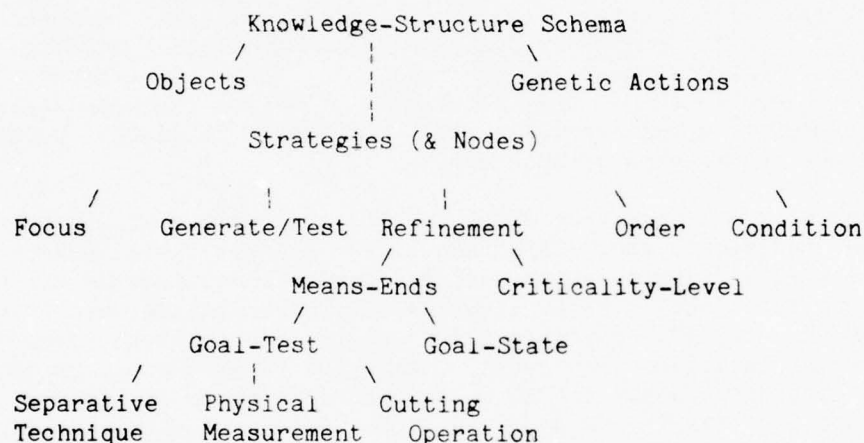 Knowledge-Structure Schema
Objects Genetic Actions
Strategies (& Nodes)
Focus Generate/Test Refinement Order Condition
Means-Ends Criticality-Level
Goal-Test Goal-State
Separative Physical Cutting
Technique Measurement Operation